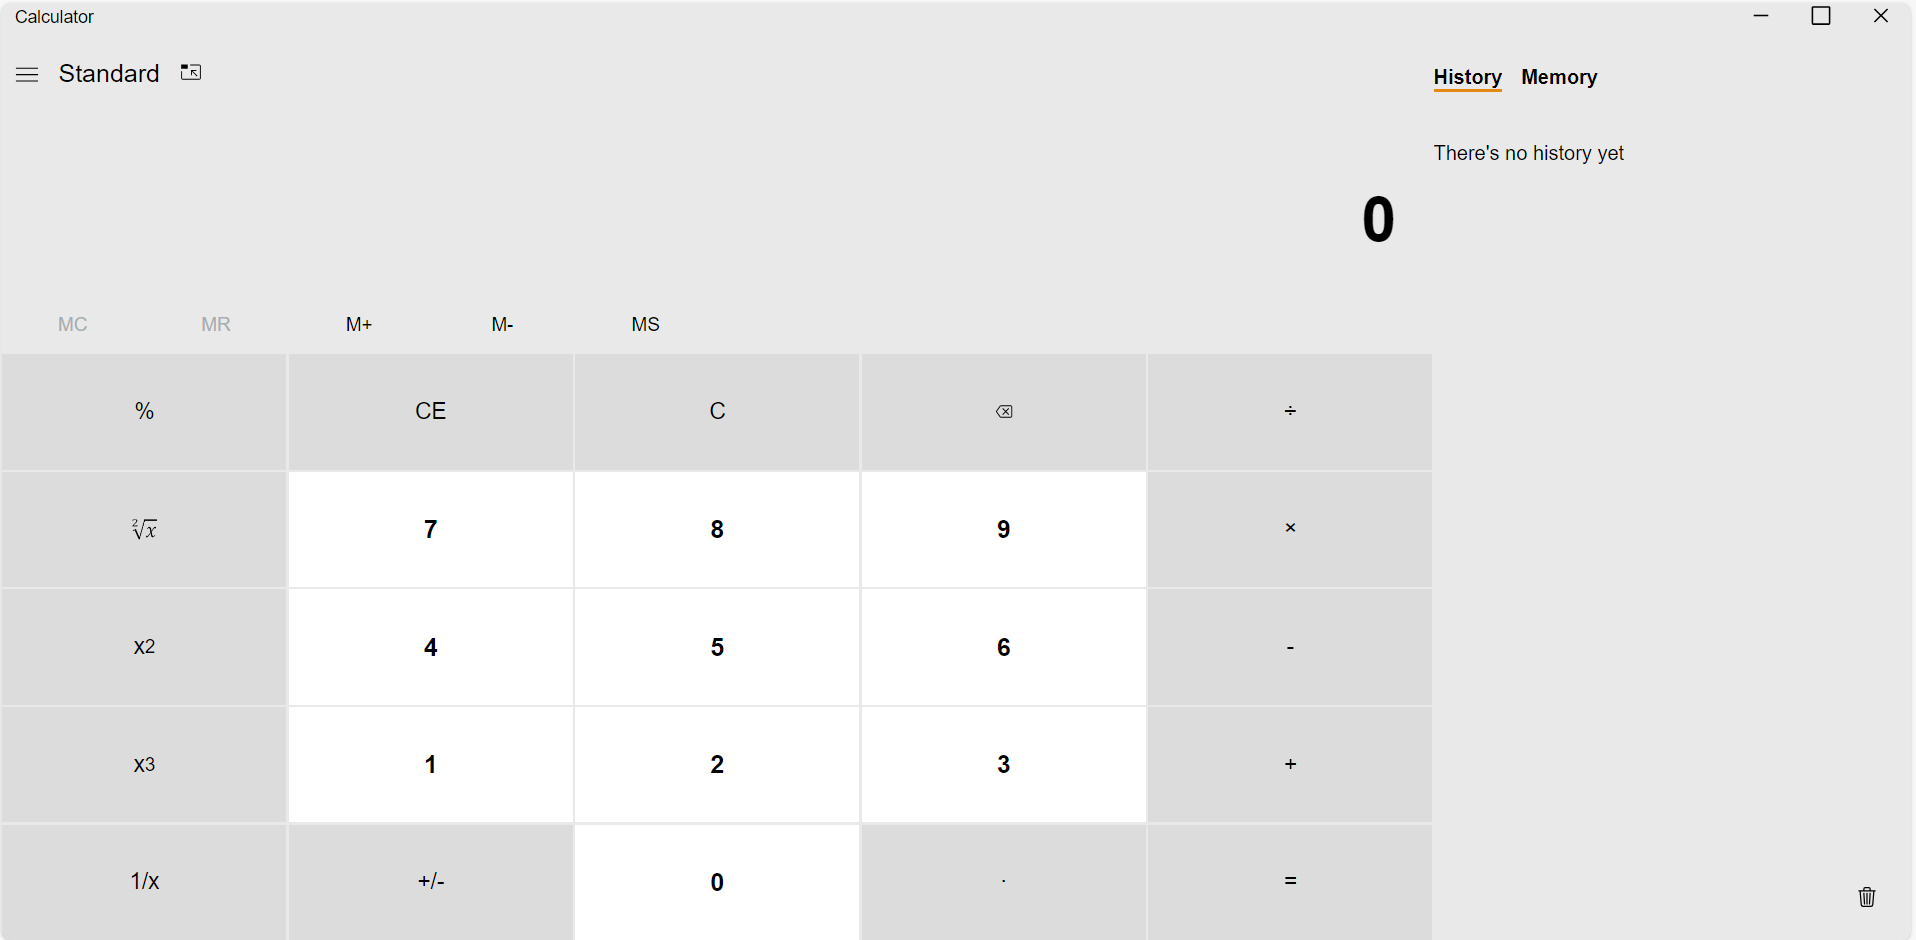 Calculator
Standard
History Memory
There's no history yet
0
MC MR M+ M- MS
% CE C ÷
2√x 7 8 9 ×
x2 4 5 6 -
x3 1 2 3 +
1/x +/- 0 . =